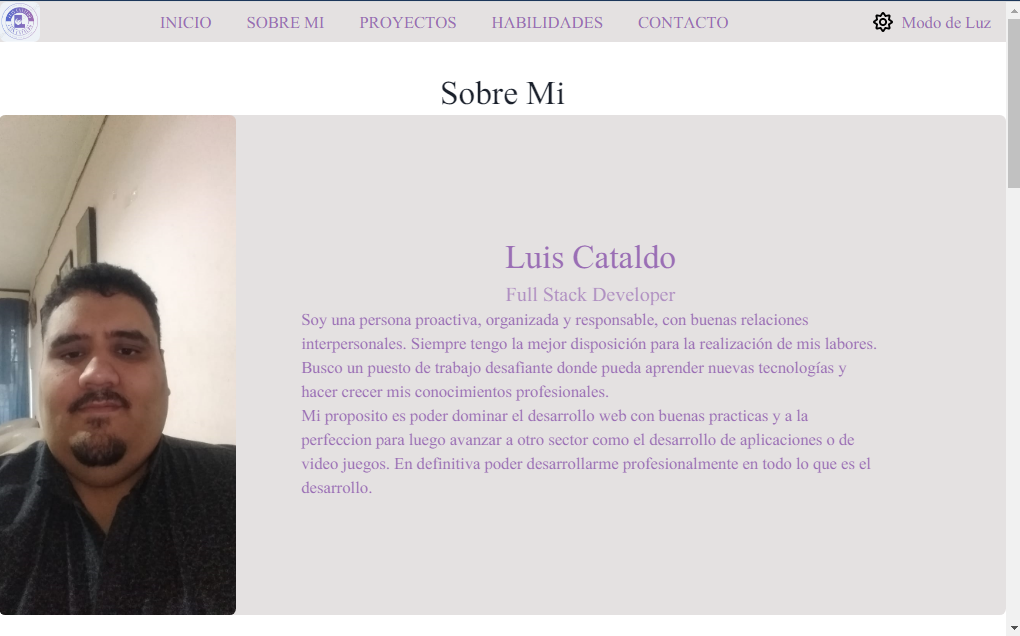 INICIO SOBRE MI PROYECTOS HABILIDADES CONTACTO Modo de Luz
Sobre Mi
Luis Cataldo
Full Stack Developer
Soy una persona proactiva, organizada y responsable, con buenas relaciones
interpersonales. Siempre tengo la mejor disposición para la realización de mis labores.
Busco un puesto de trabajo desafiante donde pueda aprender nuevas tecnologías y
hacer crecer mis conocimientos profesionales.
Mi proposito es poder dominar el desarrollo web con buenas practicas y a la
perfeccion para luego avanzar a otro sector como el desarrollo de aplicaciones o de
video juegos. En definitiva poder desarrollarme profesionalmente en todo lo que es el
desarrollo.